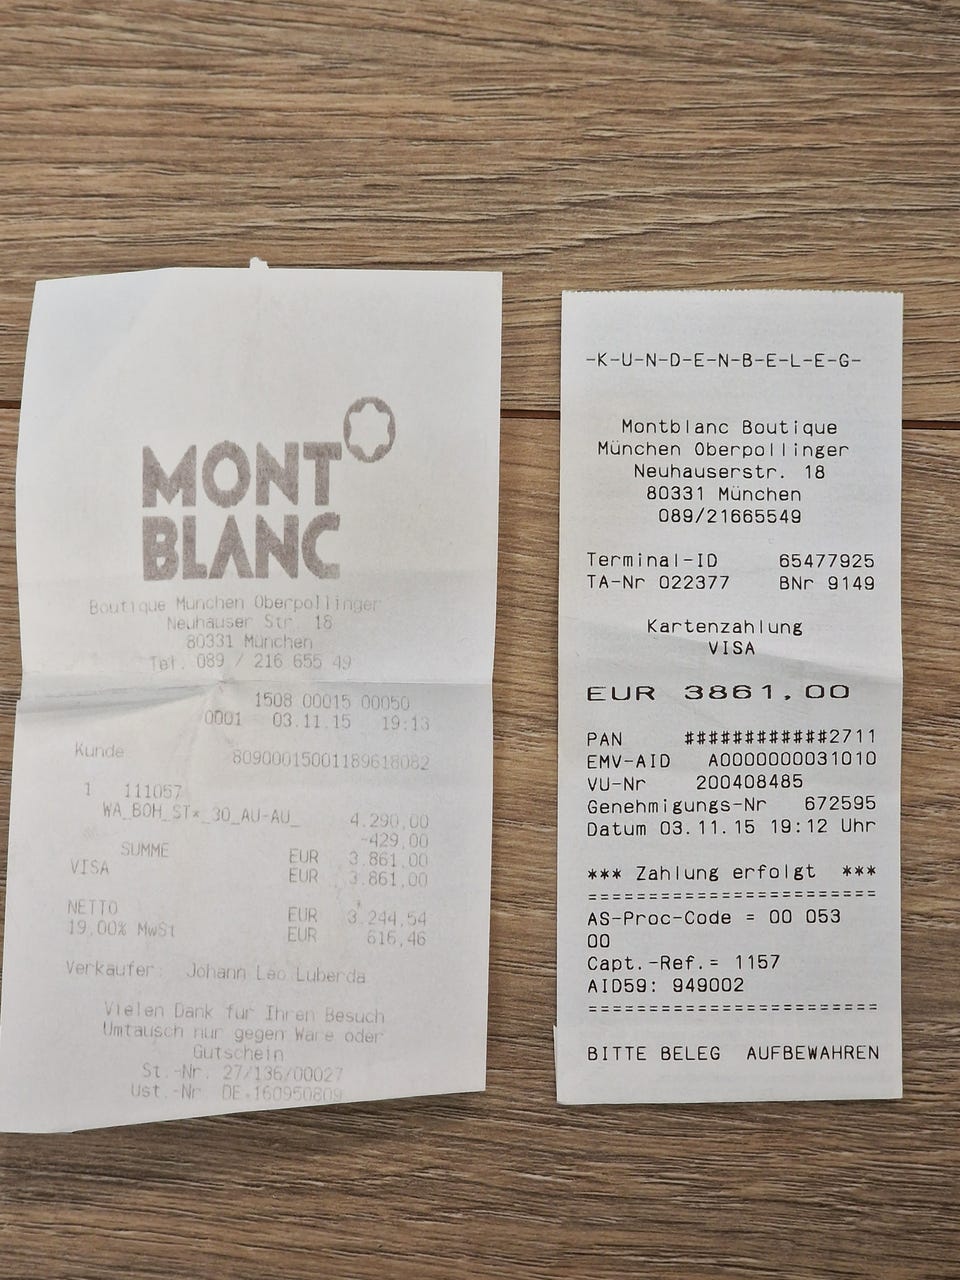 MONT
BLANC
Boutique München Oberpollinger
Neuhauser Str. 18
80331 München
Tel. 089 / 216 655 49
1508 00015 00050
0001 03.11.15 19:13
Kunde 80900015001189618082
1 111057
WA_BOH_ST*_30_AU-AU_ 4.290,00
-429,00
SUMME EUR 3.861,00
VISA EUR 3.861,00
NETTO EUR 3.244,54
19,00% MwSt EUR 616,46
Verkäufer: Johann Leo Luberda
Vielen Dank für Ihren Besuch
Umtausch nur gegen Ware oder
Gutschein
St.-Nr. 27/136/00027
Ust.-Nr. DE 160950809
-K-U-N-D-E-N-B-E-L-E-G-
Montblanc Boutique
München Oberpollinger
Neuhauserstr. 18
80331 München
089/21665549
Terminal-ID 65477925
TA-Nr 022377 BNr 9149
Kartenzahlung
VISA
EUR 3861,00
PAN ############2711
EMV-AID A0000000031010
VU-Nr 200408485
Genehmigungs-Nr 672595
Datum 03.11.15 19:12 Uhr
*** Zahlung erfolgt ***
==============================
AS-Proc-Code = 00 053
00
Capt.-Ref.= 1157
AID59: 949002
==============================
BITTE BELEG AUFBEWAHREN